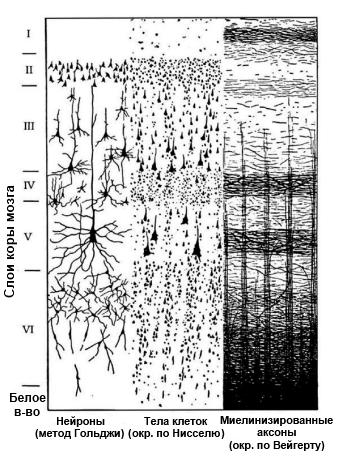 Слои коры мозга
I
II
III
IV
V
VI
Белое
в-во
Нейроны
(метод Гольджи)
Тела клеток
(окр. по Нисселю)
Миелинизированные
аксоны
(окр. по Вейгерту)